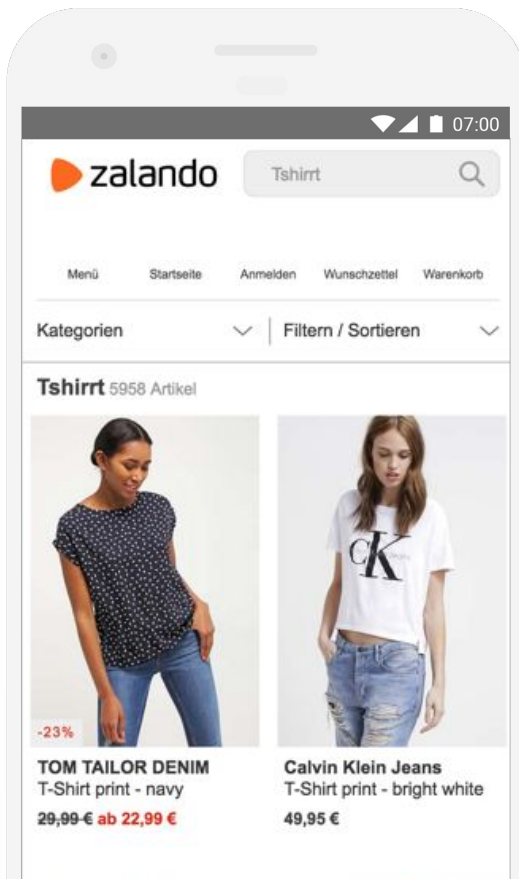 07:00
zalando
Tshirrt
Menü Startseite Anmelden Wunschzettel Warenkorb
Kategorien Filtern / Sortieren
Tshirrt 5958 Artikel
CK
-23%
TOM TAILOR DENIM Calvin Klein Jeans
T-Shirt print - navy T-Shirt print - bright white
29,99 € ab 22,99 € 49,95 €